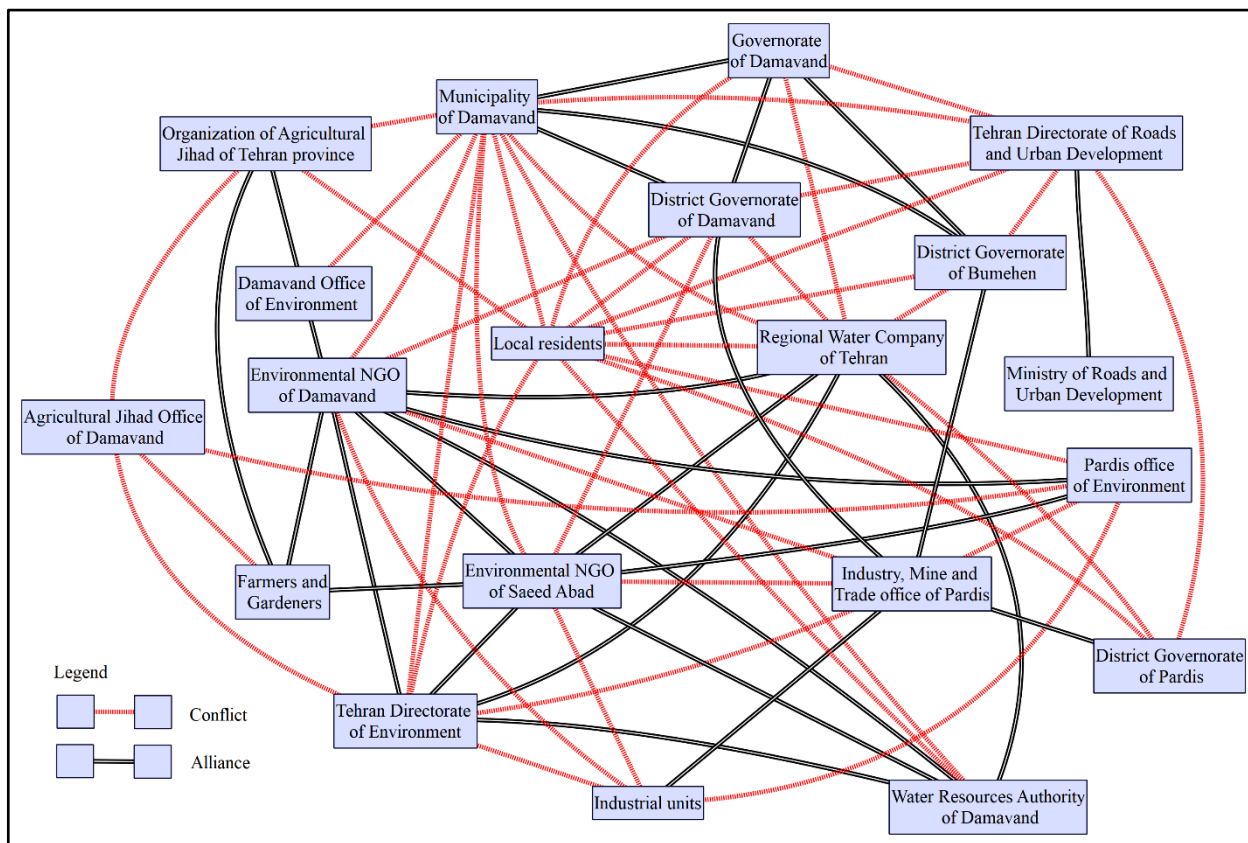 Governorate
of Damavand
Municipality
of Damavand
Organization of Agricultural
Jihad of Tehran province
Tehran Directorate of Roads
and Urban Development
District Governorate
of Damavand
District Governorate
of Bumehen
Damavand Office
of Environment
Local residents
Regional Water Company
of Tehran
Environmental NGO
of Damavand
Ministry of Roads and
Urban Development
Agricultural Jihad Office
of Damavand
Pardis office
of Environment
Farmers and
Gardeners
Environmental NGO
of Saeed Abad
Industry, Mine and
Trade office of Pardis
District Governorate
of Pardis
Legend
Conflict
Alliance
Tehran Directorate
of Environment
Industrial units
Water Resources Authority
of Damavand